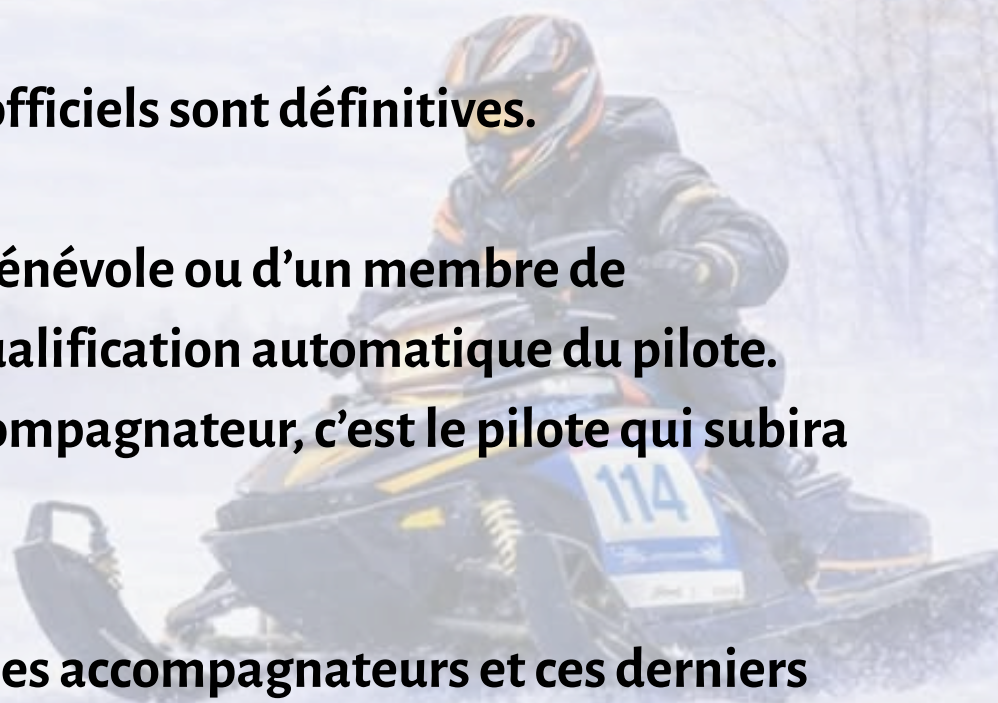 officiels sont définitives.
énévole ou d’un membre de
ualification automatique du pilote.
ompagnateur, c’est le pilote qui subira
114
es accompagnateurs et ces derniers